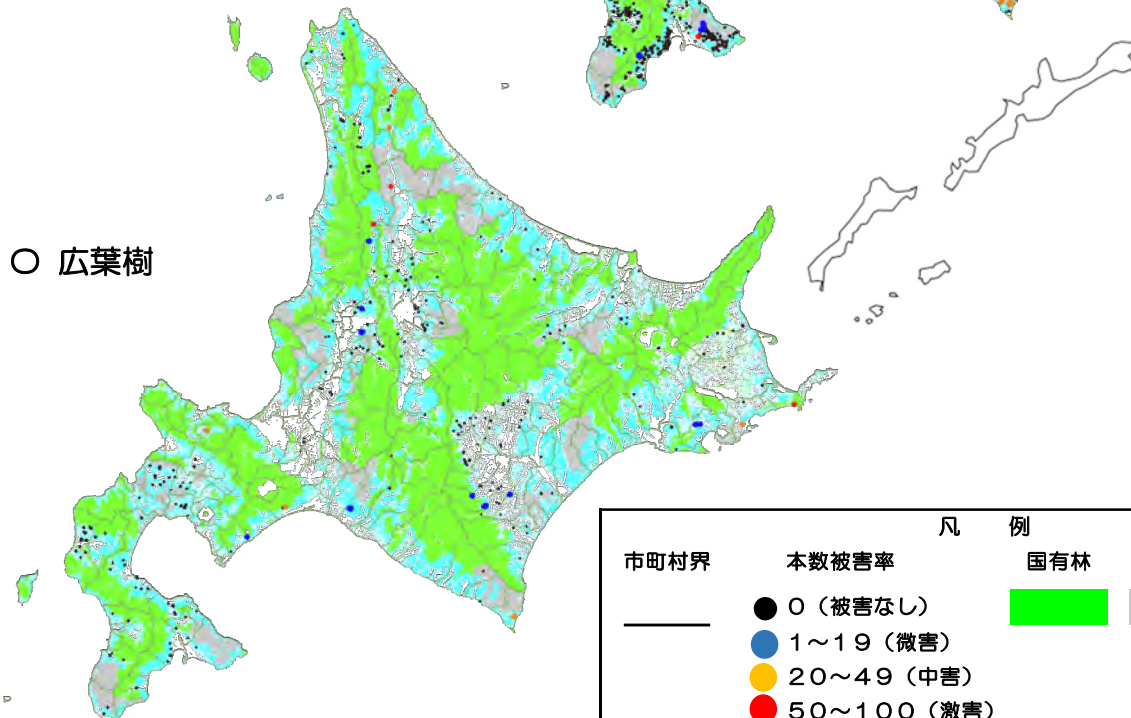 ○ 広葉樹
凡 例
市町村界 本数被害率 国有林
０（被害なし）
１～１９（微害）
２０～４９（中害）
５０～１００（激害）